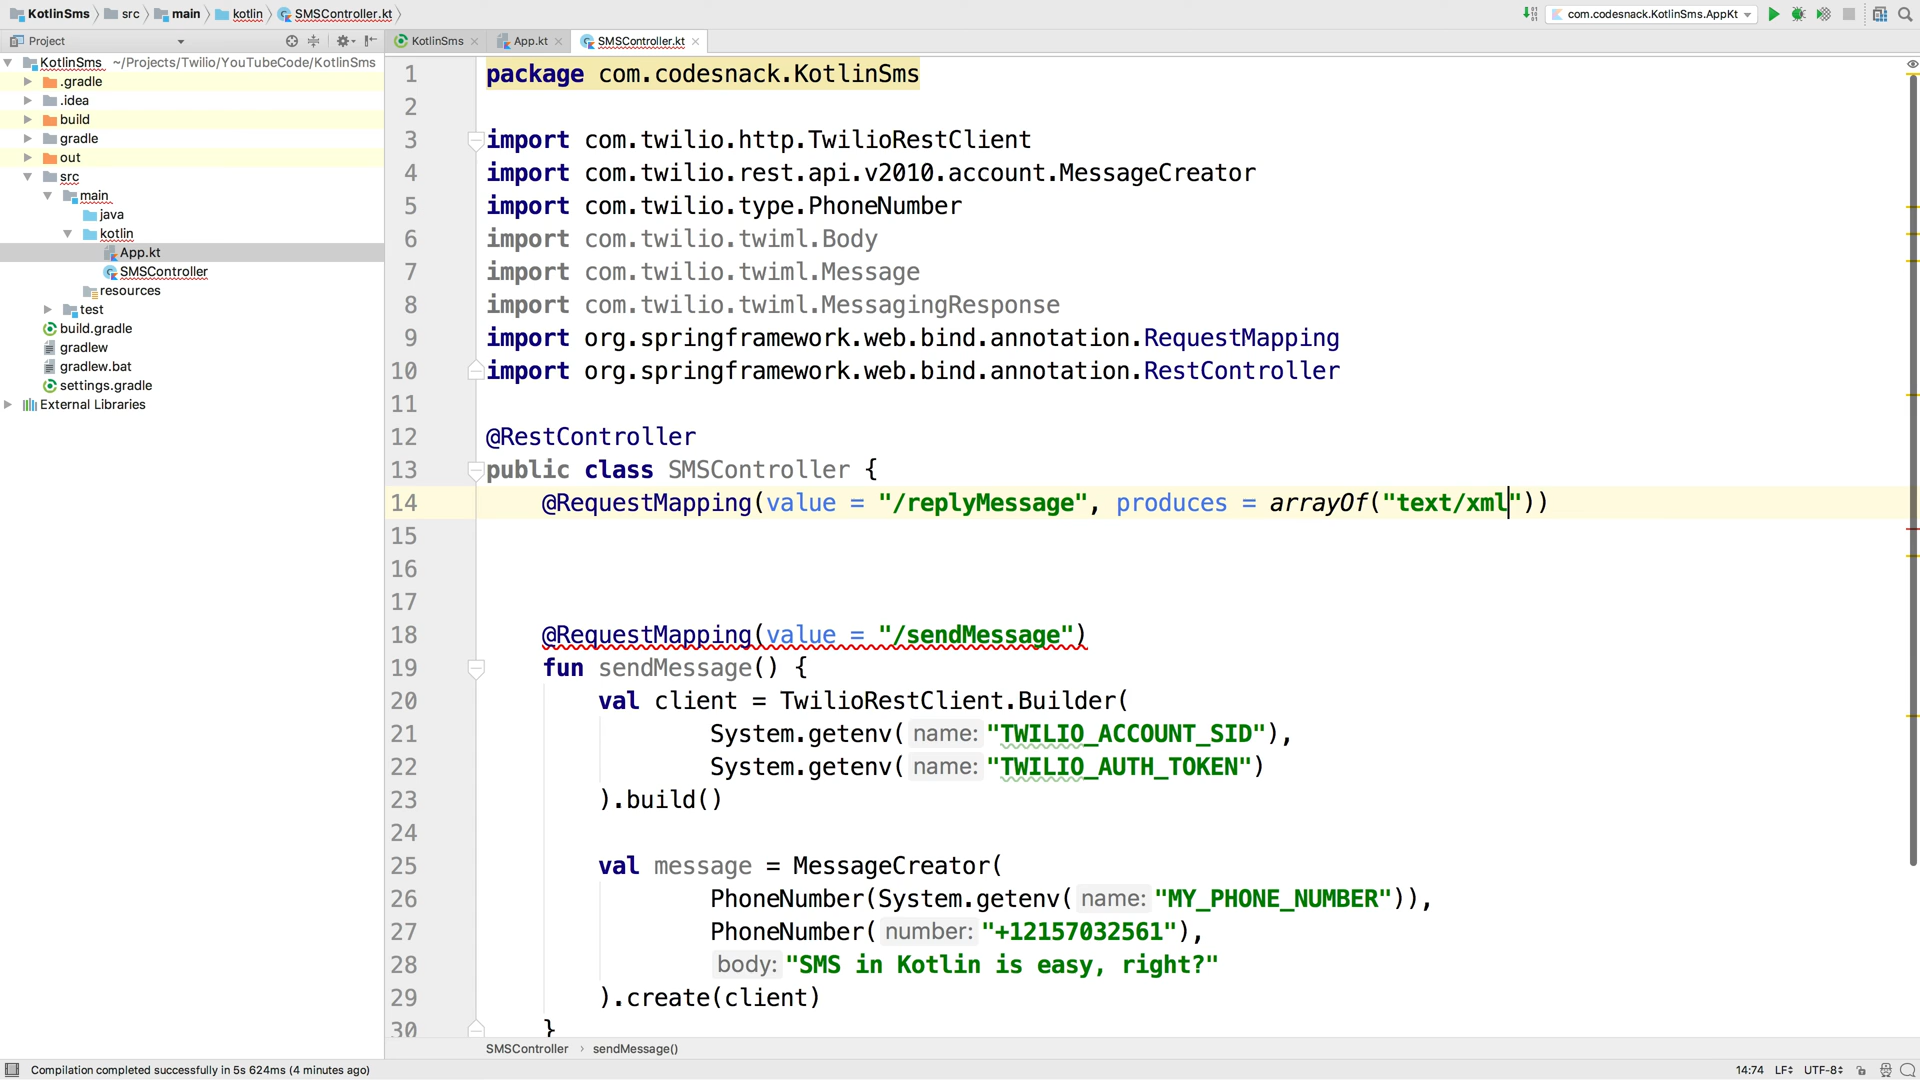 KotlinSms src main kotlin SMSController.kt com.codesnack.KotlinSms.AppKt
Project KotlinSms App.kt SMSController.kt
KotlinSms ~/Projects/Twilio/YouTubeCode/KotlinSms
.gradle
.idea
build
gradle
out
src
main
java
kotlin
App.kt
SMSController
resources
test
build.gradle
gradlew
gradlew.bat
settings.gradle
External Libraries
1 package com.codesnack.KotlinSms
2
3 import com.twilio.http.TwilioRestClient
4 import com.twilio.rest.api.v2010.account.MessageCreator
5 import com.twilio.type.PhoneNumber
6 import com.twilio.twiml.Body
7 import com.twilio.twiml.Message
8 import com.twilio.twiml.MessagingResponse
9 import org.springframework.web.bind.annotation.RequestMapping
10 import org.springframework.web.bind.annotation.RestController
11
12 @RestController
13 public class SMSController {
14 @RequestMapping(value = "/replyMessage", produces = arrayOf("text/xml"))
15
16
17
18 @RequestMapping(value = "/sendMessage")
19 fun sendMessage() {
20 val client = TwilioRestClient.Builder(
21 System.getenv( name: "TWILIO_ACCOUNT_SID"),
22 System.getenv( name: "TWILIO_AUTH_TOKEN")
23 ).build()
24
25 val message = MessageCreator(
26 PhoneNumber(System.getenv( name: "MY_PHONE_NUMBER")),
27 PhoneNumber( number: "+12157032561"),
28 body: "SMS in Kotlin is easy, right?"
29 ).create(client)
30 }
SMSController › sendMessage()
Compilation completed successfully in 5s 624ms (4 minutes ago) 14:74 LF÷ UTF-8÷